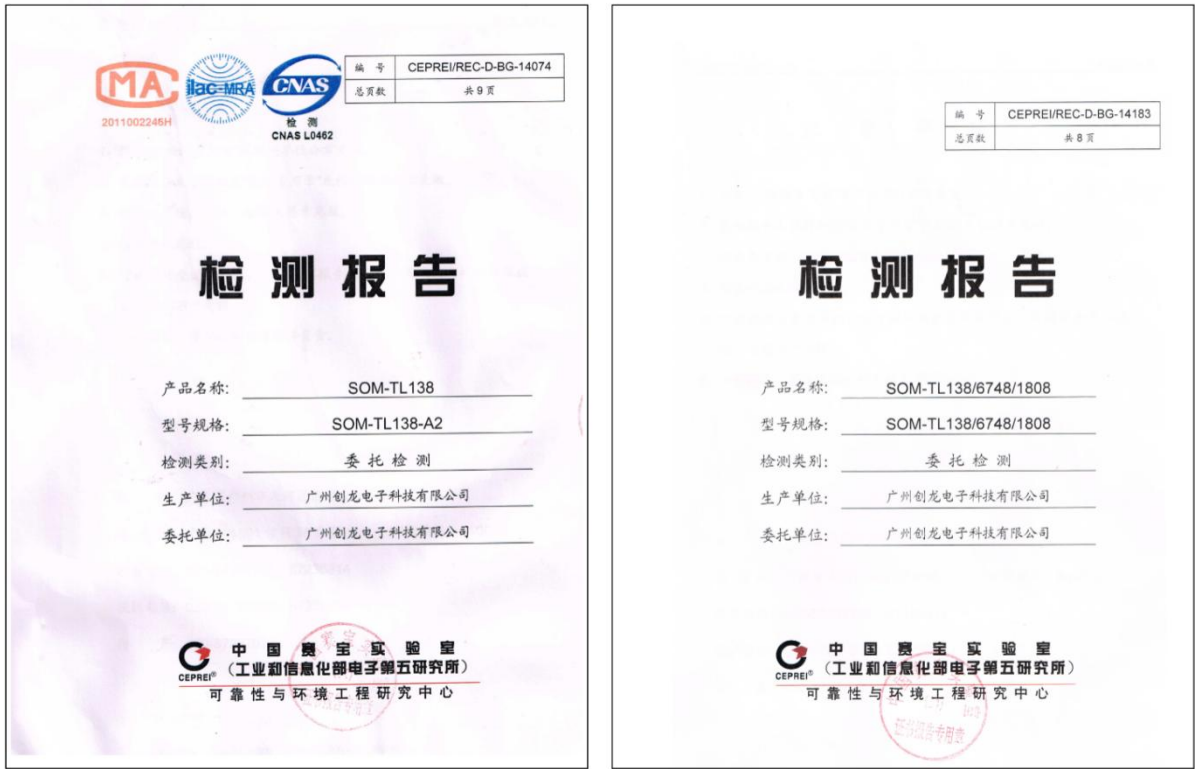 MA
2011002246H
ilac-MRA
CNAS
检 测
CNAS L0462
编 号 CEPREI/REC-D-BG-14074
总页数 共9页
检测报告
产品名称: SOM-TL138
型号规格: SOM-TL138-A2
检测类别: 委托检测
生产单位: 广州创龙电子科技有限公司
委托单位: 广州创龙电子科技有限公司
CEPREI®
中国赛宝实验室
(工业和信息化部电子第五研究所)
可靠性与环境工程研究中心
编 号 CEPREI/REC-D-BG-14183
总页数 共8页
检测报告
产品名称: SOM-TL138/6748/1808
型号规格: SOM-TL138/6748/1808
检测类别: 委托检测
生产单位: 广州创龙电子科技有限公司
委托单位: 广州创龙电子科技有限公司
CEPREI®
中国赛宝实验室
(工业和信息化部电子第五研究所)
可靠性与环境工程研究中心